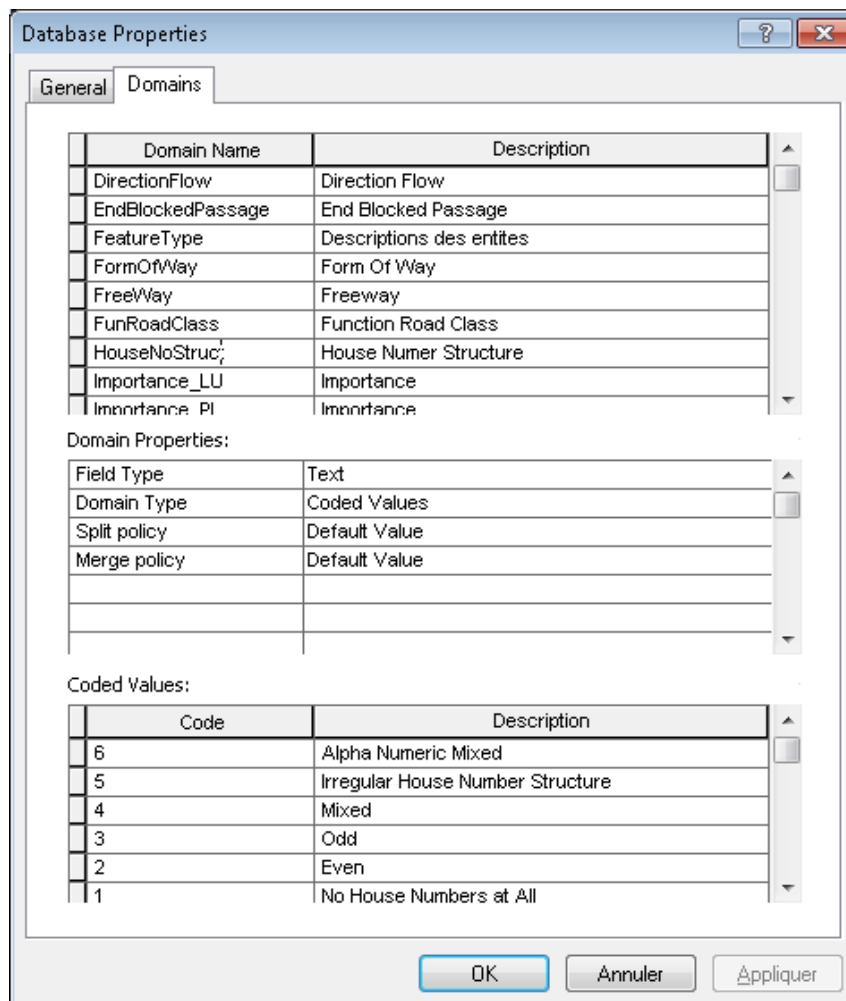 Database Properties
General Domains
Domain Name Description
DirectionFlow Direction Flow
EndBlockedPassage End Blocked Passage
FeatureType Descriptions des entites
FormOfWay Form Of Way
FreeWay Freeway
FunRoadClass Function Road Class
HouseNoStruc House Numer Structure
Importance_LU Importance
Importance_PL Importance
Domain Properties:
Field Type Text
Domain Type Coded Values
Split policy Default Value
Merge policy Default Value
Coded Values:
Code Description
6 Alpha Numeric Mixed
5 Irregular House Number Structure
4 Mixed
3 Odd
2 Even
1 No House Numbers at All
OK Annuler Appliquer